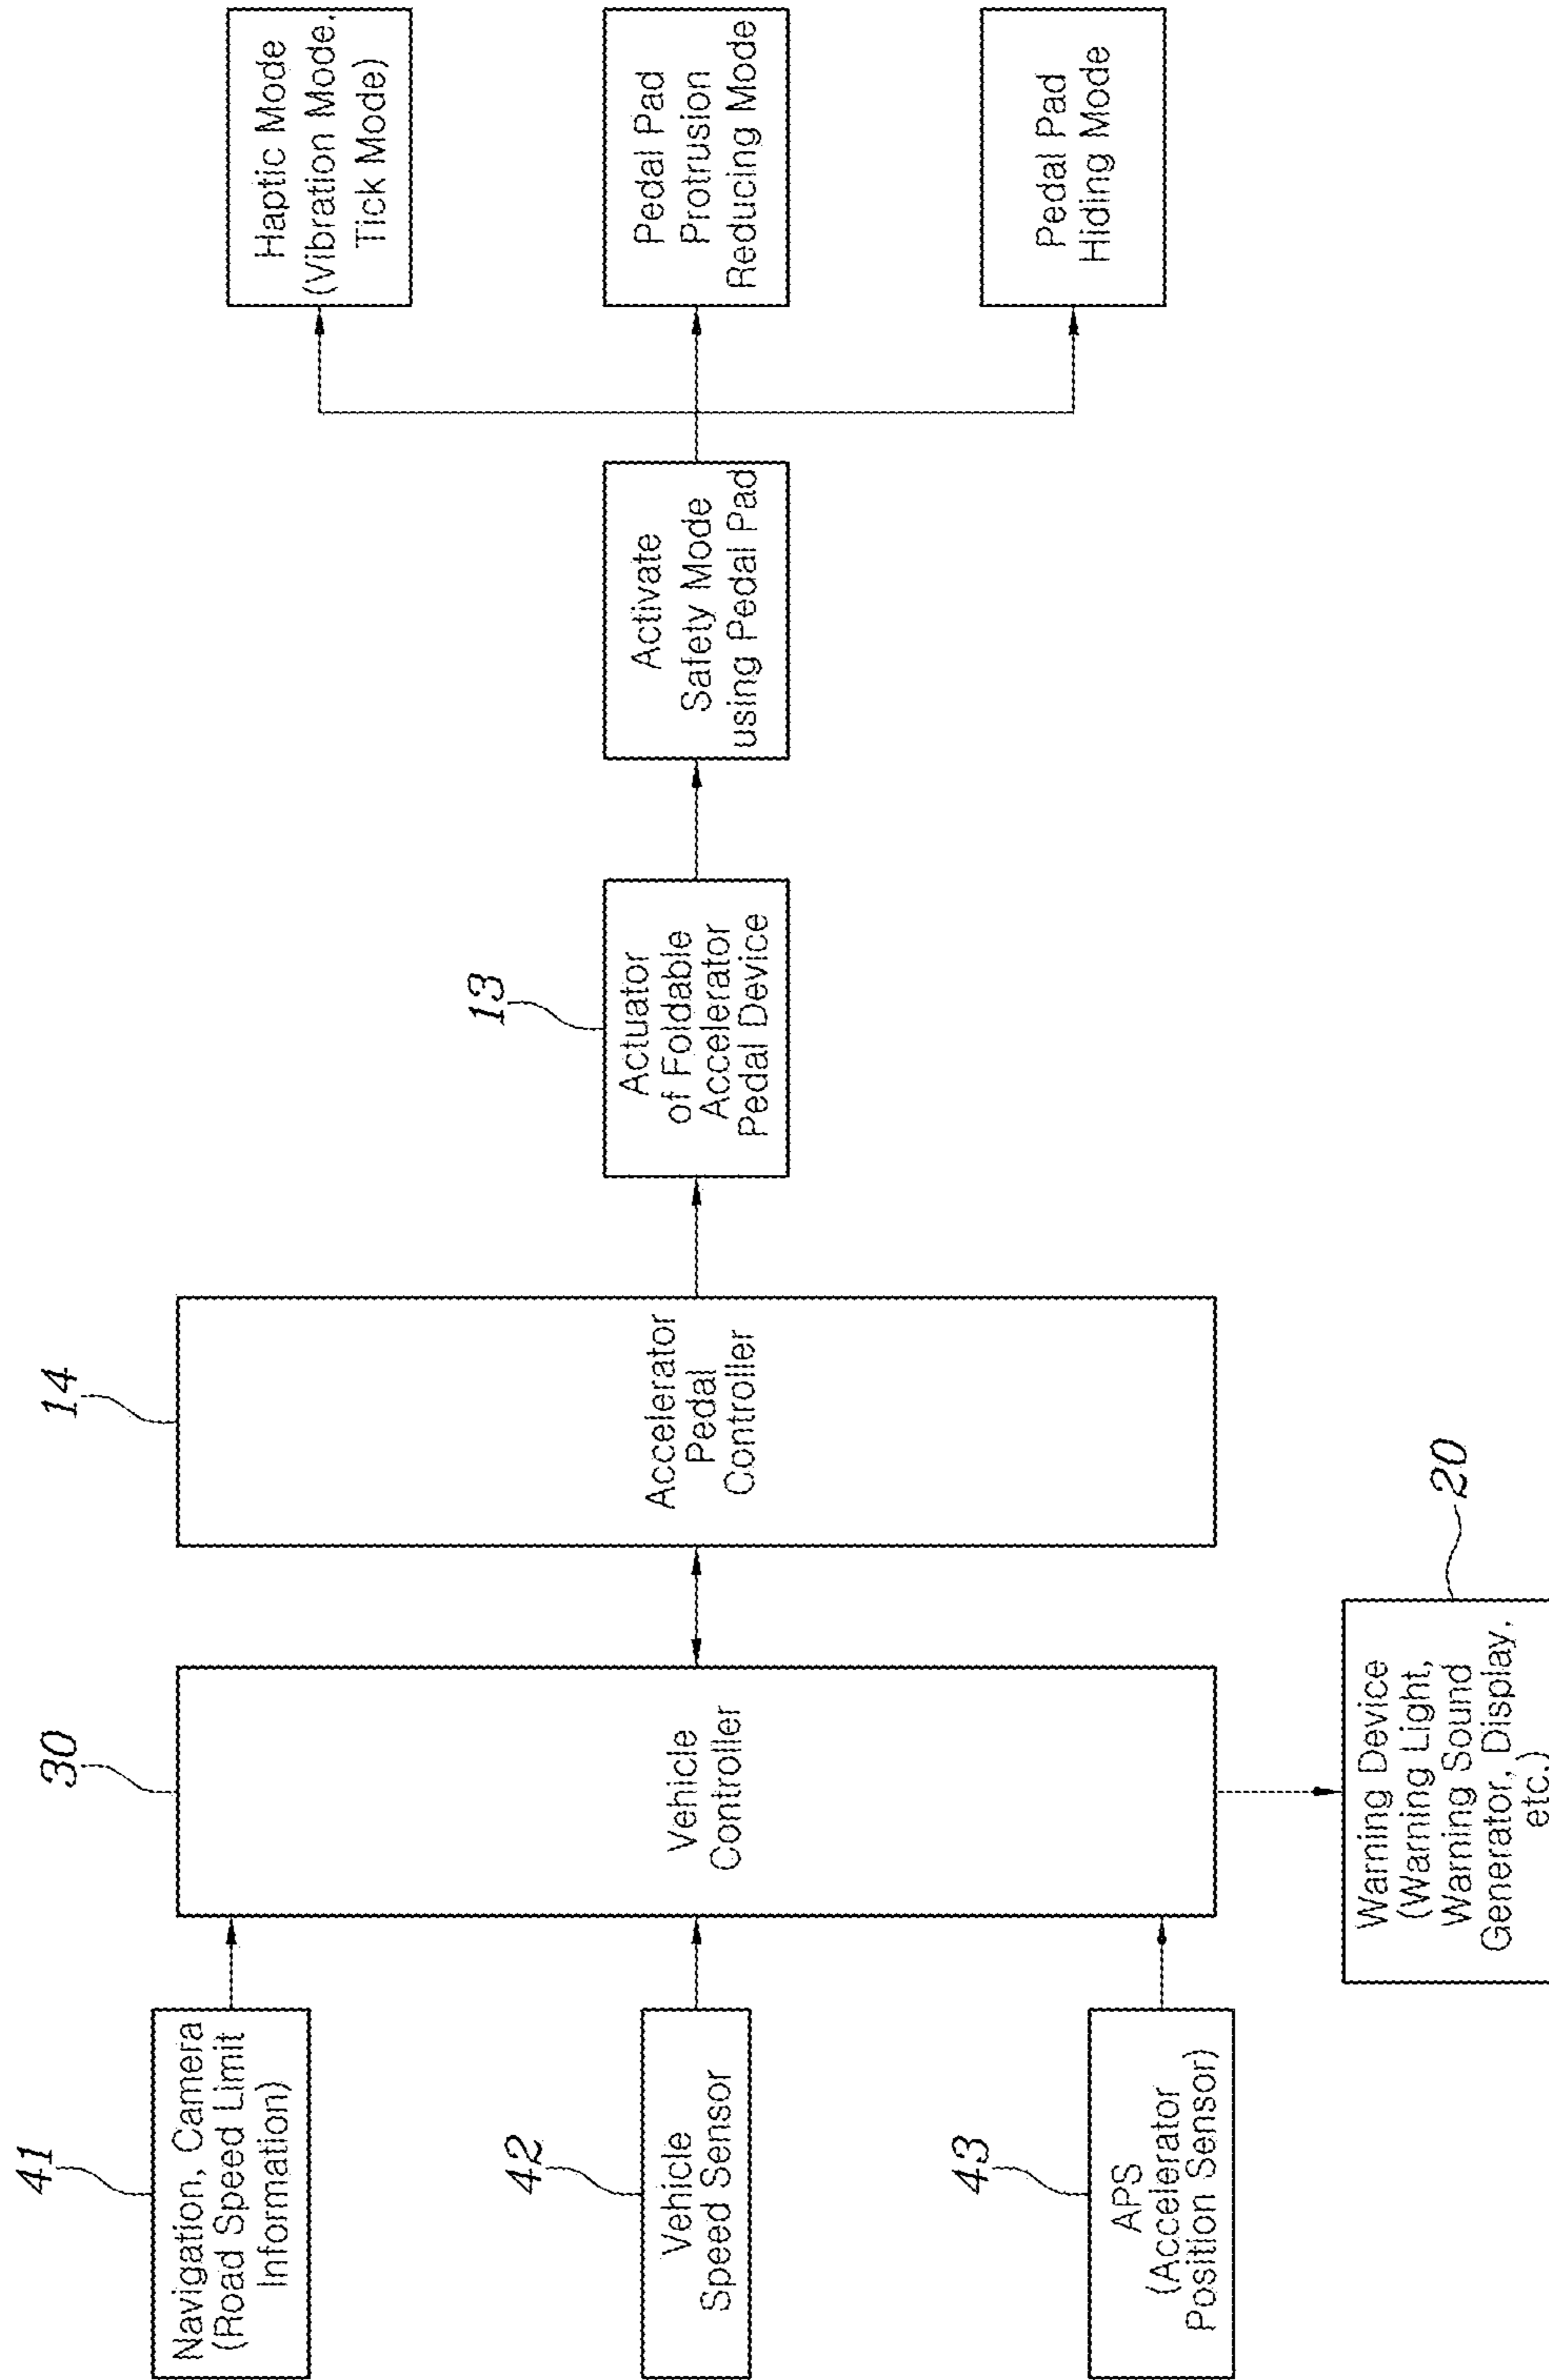 41
Navigation, Camera
(Road Speed Limit
Information)
42
Vehicle
Speed Sensor
43
APS
(Accelerator
Position Sensor)
30
Vehicle
Controller
20
Warning Device
(Warning Light,
Warning Sound
Generator, Display,
etc.)
14
Accelerator
Pedal
Controller
13
Actuator
of Foldable
Accelerator
Pedal Device
Activate
Safety Mode
using Pedal Pad
Haptic Mode
(Vibration Mode,
Tick Mode)
Pedal Pad
Protrusion
Reducing Mode
Pedal Pad
Hiding Mode